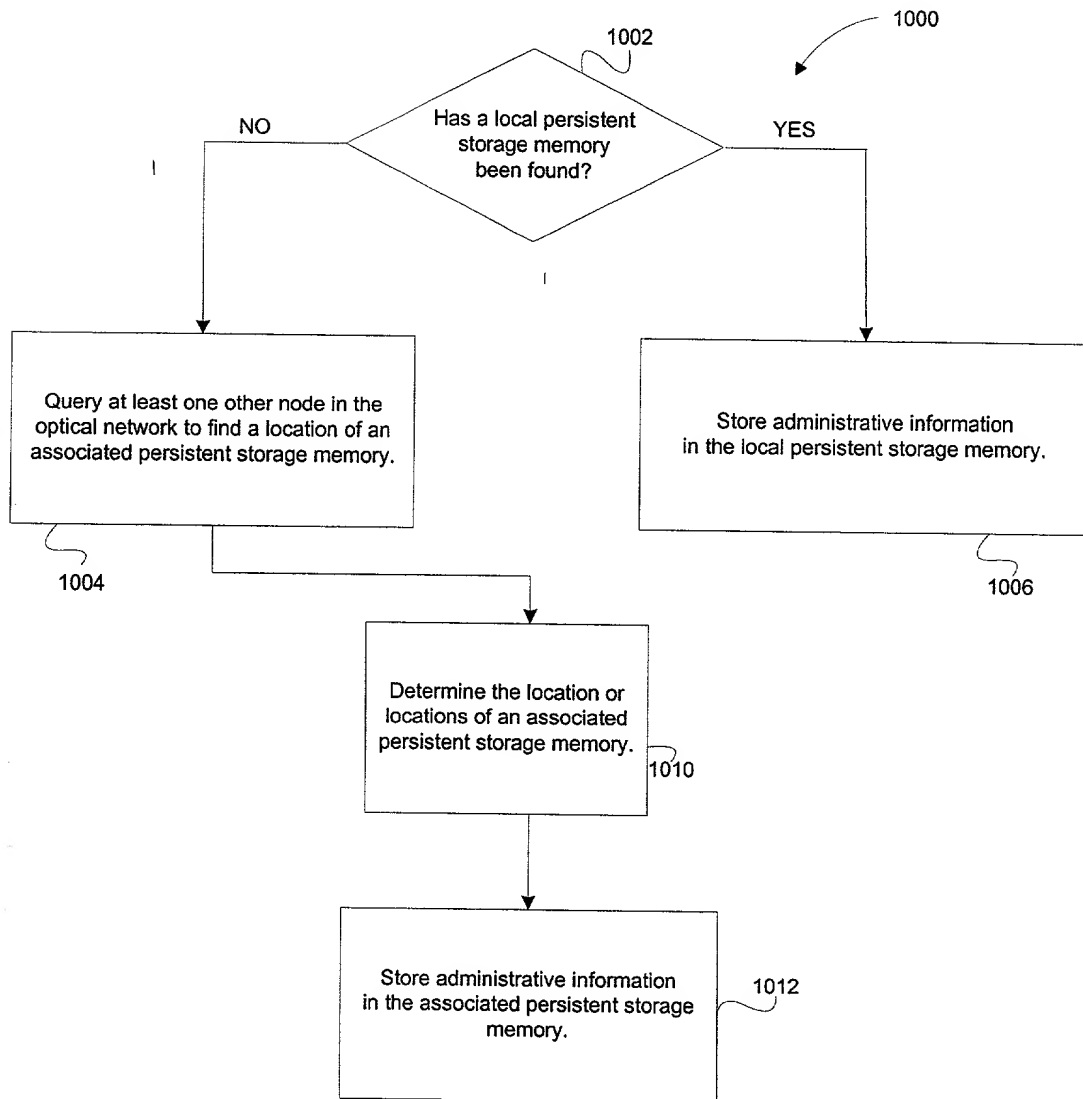 1000
1002
Has a local persistent
storage memory
been found?
NO
YES
Query at least one other node in the
optical network to find a location of an
associated persistent storage memory.
1004
Store administrative information
in the local persistent storage memory.
1006
Determine the location or
locations of an associated
persistent storage memory.
1010
Store administrative information
in the associated persistent storage
memory.
1012